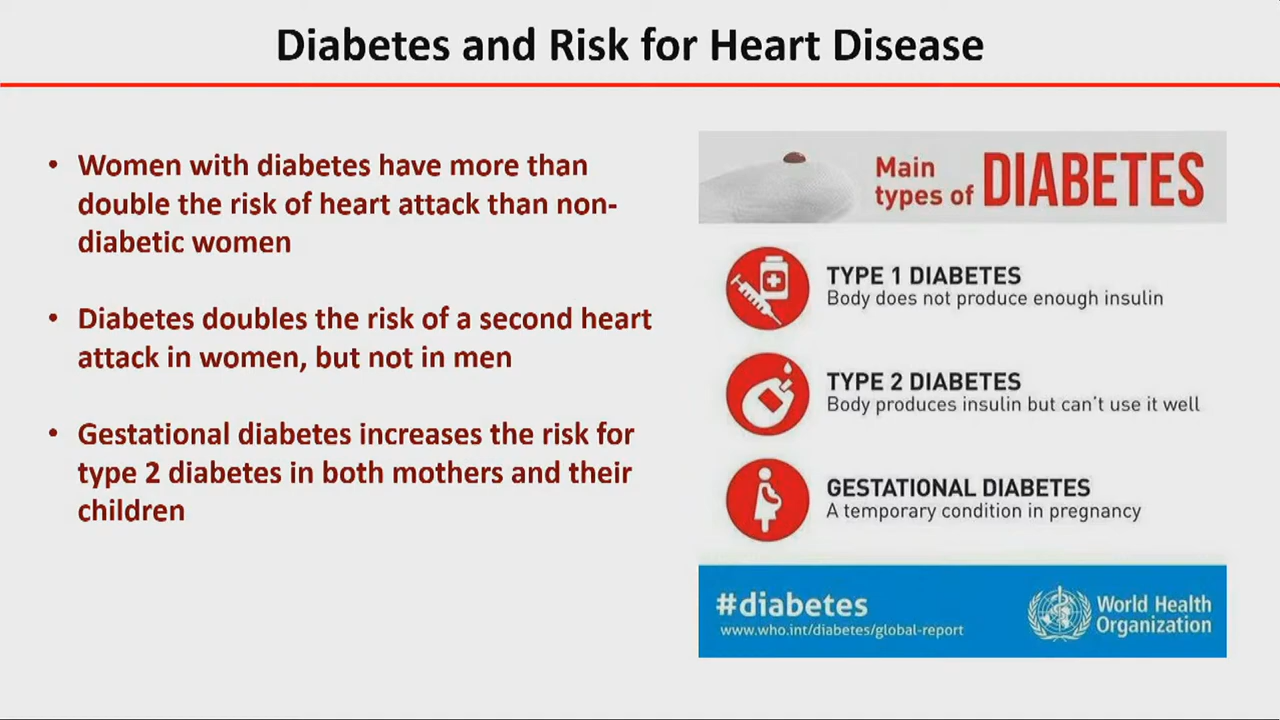 Diabetes and Risk for Heart Disease
• Women with diabetes have more than
double the risk of heart attack than non-
diabetic women
• Diabetes doubles the risk of a second heart
attack in women, but not in men
• Gestational diabetes increases the risk for
type 2 diabetes in both mothers and their
children
Main
types of DIABETES
TYPE 1 DIABETES
Body does not produce enough insulin
TYPE 2 DIABETES
Body produces insulin but can't use it well
GESTATIONAL DIABETES
A temporary condition in pregnancy
#diabetes
www.who.int/diabetes/global-report
World Health
Organization